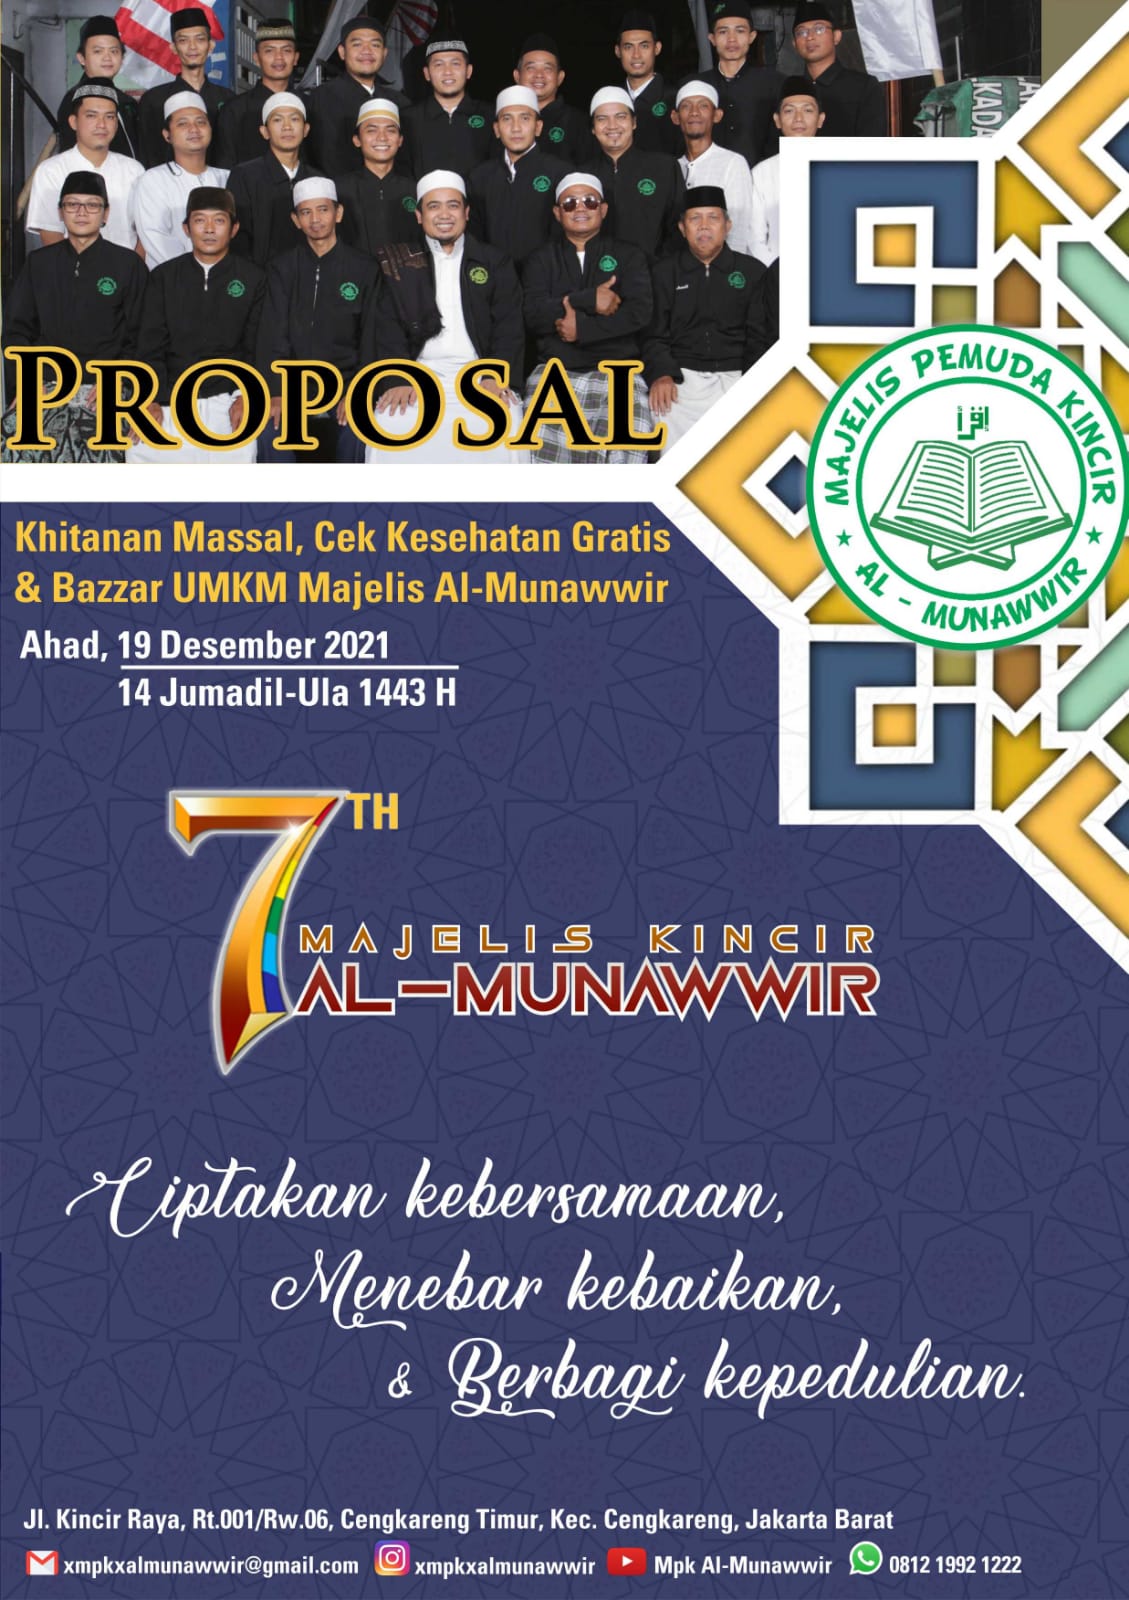 PROPOSAL
MAJELIS PEMUDA KINCIR
اقرأ
AL - MUNAWWIR
Khitanan Massal, Cek Kesehatan Gratis
& Bazzar UMKM Majelis Al-Munawwir
Ahad, 19 Desember 2021
14 Jumadil-Ula 1443 H
7TH
MAJELIS KINCIR
AL-MUNAWWIR
Ciptakan kebersamaan,
Menebar kebaikan,
& Berbagi kepedulian.
Jl. Kincir Raya, Rt.001/Rw.06, Cengkareng Timur, Kec. Cengkareng, Jakarta Barat
xmpkxalmunawwir@gmail.com xmpkxalmunawwir Mpk Al-Munawwir 0812 1992 1222